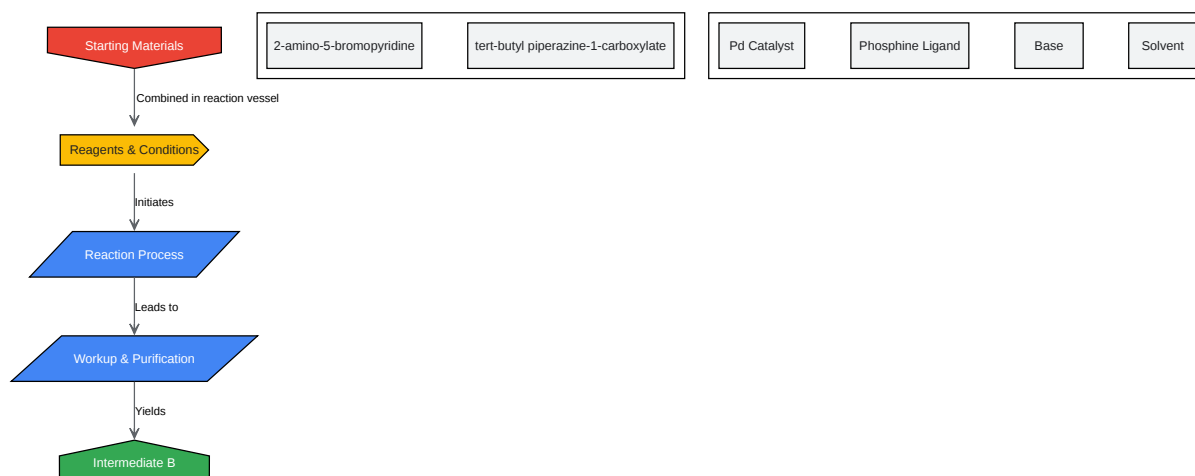 Starting Materials
2-amino-5-bromopyridine
tert-butyl piperazine-1-carboxylate
Pd Catalyst
Phosphine Ligand
Base
Solvent
Combined in reaction vessel
Reagents & Conditions
Initiates
Reaction Process
Leads to
Workup & Purification
Yields
Intermediate B